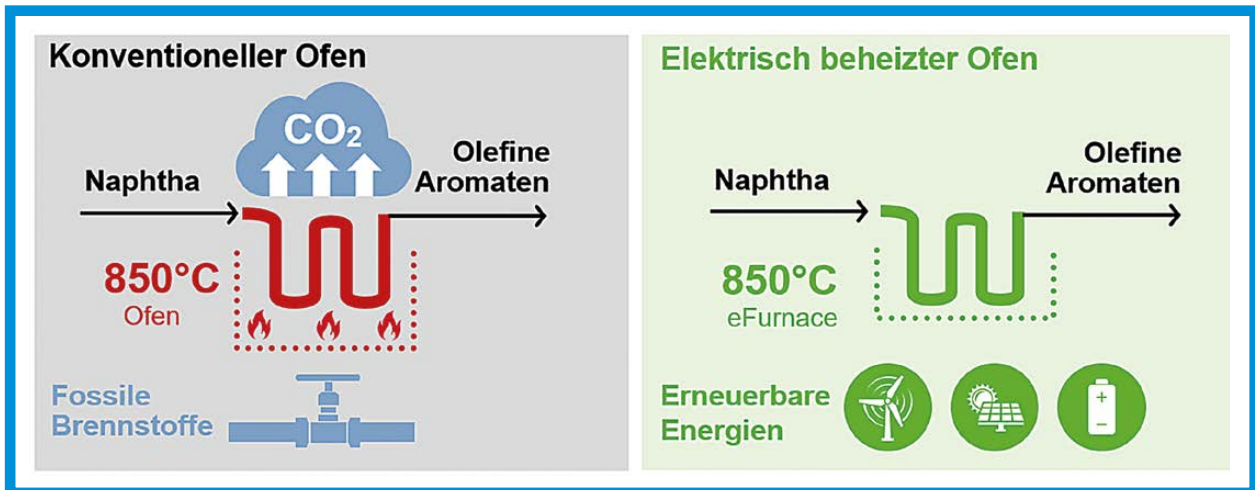 Konventioneller Ofen
CO₂
Naphtha
Olefine
Aromaten
850°C
Ofen
Fossile
Brennstoffe
Elektrisch beheizter Ofen
Naphtha
Olefine
Aromaten
850°C
eFurnace
Erneuerbare
Energien
+
−